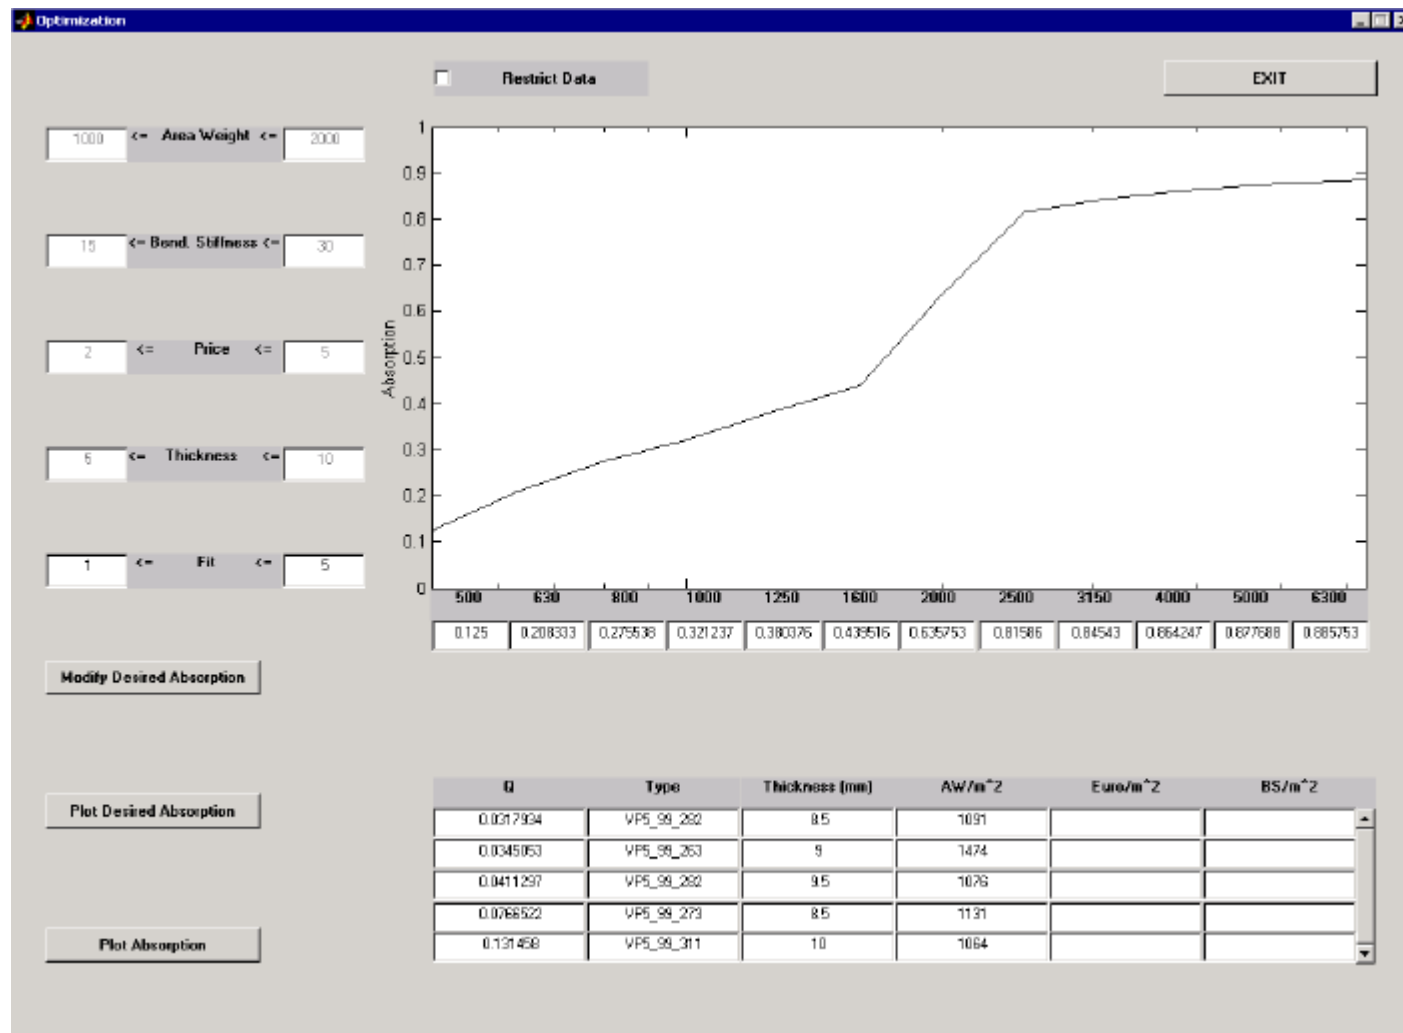 Optimization
Restrict Data
EXIT
1000 <= Area Weight <= 2000
15 <= Bend. Stiffness <= 30
2 <= Price <= 5
<= Thickness <= 10
1 <= Fit <= 5
Modify Desired Absorption
Plot Desired Absorption
Plot Absorption
Absorption
1
0.9
0.8
0.7
0.6
0.5
0.4
0.3
0.2
0.1
0
500 630 800 1000 1250 1600 2000 2500 3150 4000 5000 6300
0.125 0.208333 0.275538 0.321237 0.380376 0.439516 0.635753 0.81586 0.84543 0.864247 0.877688 0.885753
Q Type Thickness (mm) AW/m^2 Euro/m^2 BS/m^2
0.0317934 VP5_99_282 8.5 1091
0.0345053 VP5_99_263 9 1474
0.0411297 VP5_99_282 9.5 1076
0.0766522 VP5_99_273 8.5 1131
0.131458 VP5_99_311 10 1064